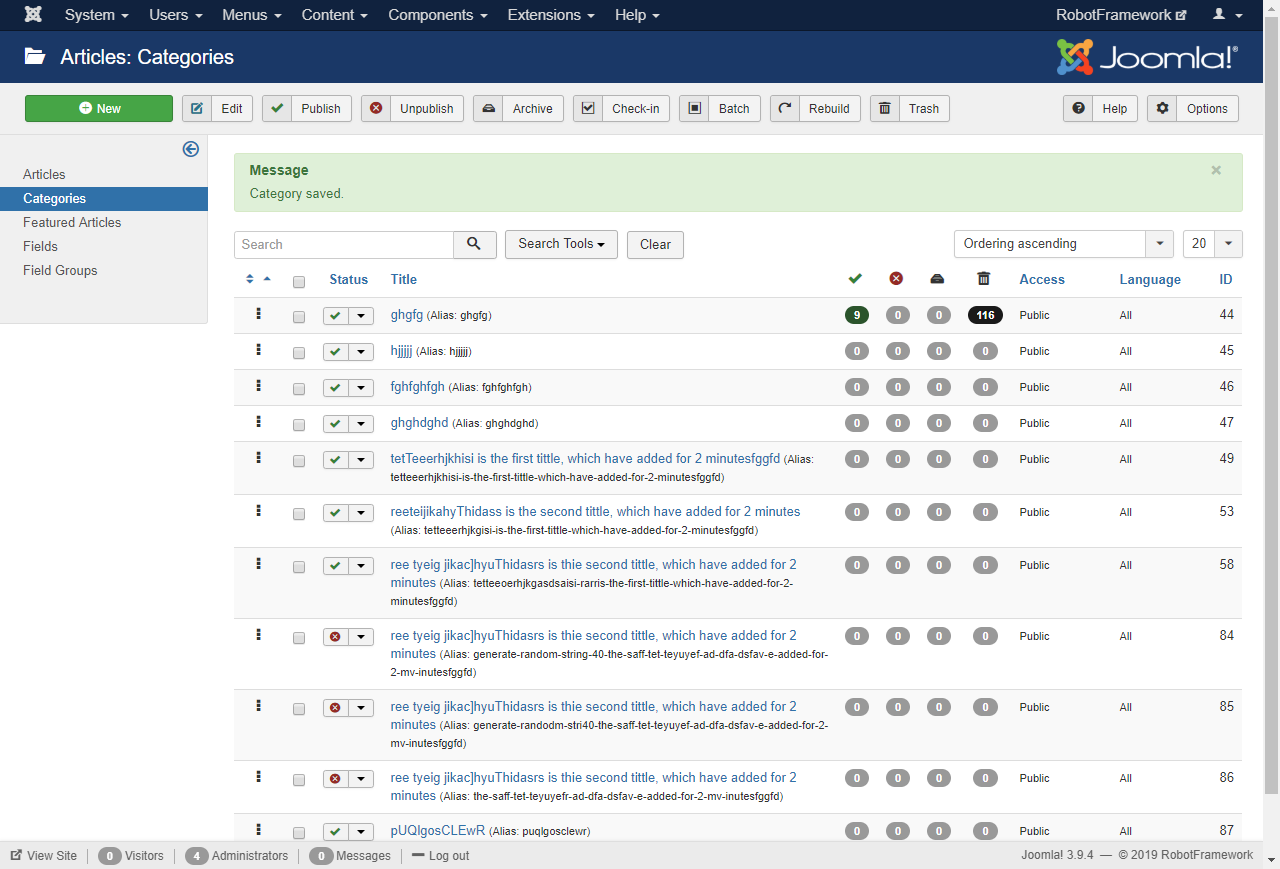 System Users Menus Content Components Extensions Help RobotFramework
Articles: Categories Joomla!®
New Edit Publish Unpublish Archive Check-in Batch Rebuild Trash Help Options
Articles
Categories
Featured Articles
Fields
Field Groups
Message ×
Category saved.
Search Search Tools Clear Ordering ascending 20
Status Title Access Language ID
ghgfg (Alias: ghgfg) 9 0 0 116 Public All 44
hjjjjj (Alias: hjjjjj) 0 0 0 0 Public All 45
fghfghfgh (Alias: fghfghfgh) 0 0 0 0 Public All 46
ghghdghd (Alias: ghghdghd) 0 0 0 0 Public All 47
tetTeeerhjkhisi is the first tittle, which have added for 2 minutesfggfd (Alias: 0 0 0 0 Public All 49
tetteeerhjkhisi-is-the-first-tittle-which-have-added-for-2-minutesfggfd)
reeteijikahyThidass is the second tittle, which have added for 2 minutes 0 0 0 0 Public All 53
(Alias: tetteeerhjkgisi-is-the-first-tittle-which-have-added-for-2-minutesfggfd)
ree tyeig jikac]hyuThidasrs is thie second tittle, which have added for 2 0 0 0 0 Public All 58
minutes (Alias: tetteeoerhjkgasdsaisi-rarris-the-first-tittle-which-have-added-for-2-
minutesfggfd)
ree tyeig jikac]hyuThidasrs is thie second tittle, which have added for 2 0 0 0 0 Public All 84
minutes (Alias: generate-random-string-40-the-saff-tet-teyuyef-ad-dfa-dsfav-e-added-for-
2-mv-inutesfggfd)
ree tyeig jikac]hyuThidasrs is thie second tittle, which have added for 2 0 0 0 0 Public All 85
minutes (Alias: generate-randodm-stri40-the-saff-tet-teyuyef-ad-dfa-dsfav-e-added-for-2-
mv-inutesfggfd)
ree tyeig jikac]hyuThidasrs is thie second tittle, which have added for 2 0 0 0 0 Public All 86
minutes (Alias: the-saff-tet-teyuyefr-ad-dfa-dsfav-e-added-for-2-mv-inutesfggfd)
pUQlgosCLEwR (Alias: puqlgosclewr) 0 0 0 0 Public All 87
View Site 0 Visitors 4 Administrators 0 Messages Log out Joomla! 3.9.4 — © 2019 RobotFramework